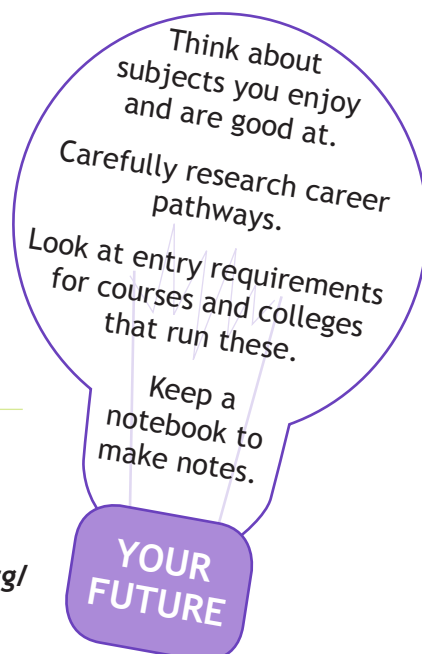 Think about
subjects you enjoy
and are good at.
Carefully research career
pathways.
Look at entry requirements
for courses and colleges
that run these.
Keep a
notebook to
make notes.
YOUR
FUTURE